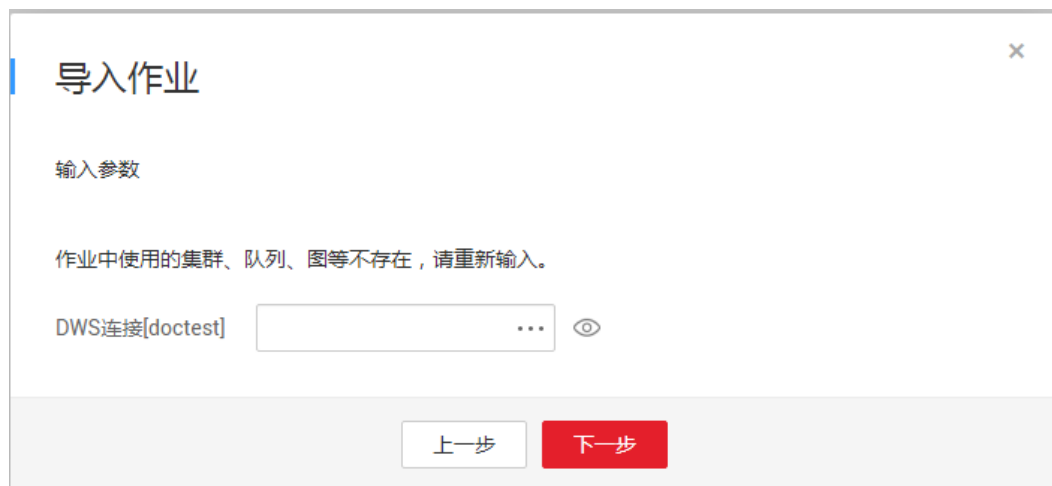 导入作业
输入参数
作业中使用的集群、队列、图等不存在，请重新输入。
DWS连接[doctest]
上一步 下一步